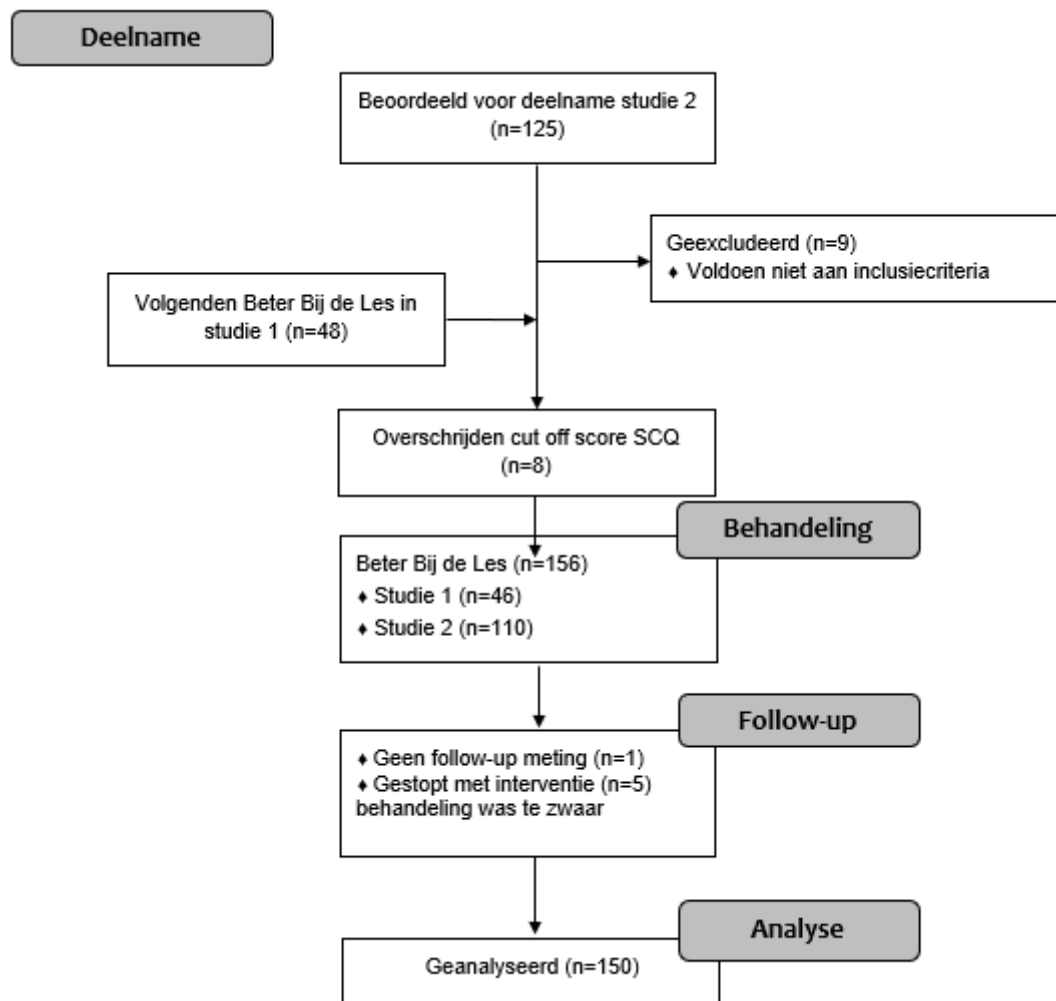 Deelname
Beoordeeld voor deelname studie 2
(n=125)
Geexcludeerd (n=9)
♦ Voldoen niet aan inclusiecriteria
Volgenden Beter Bij de Les in
studie 1 (n=48)
Overschrijden cut off score SCQ
(n=8)
Behandeling
Beter Bij de Les (n=156)
♦ Studie 1 (n=46)
♦ Studie 2 (n=110)
Follow-up
♦ Geen follow-up meting (n=1)
♦ Gestopt met interventie (n=5)
behandeling was te zwaar
Analyse
Geanalyseerd (n=150)